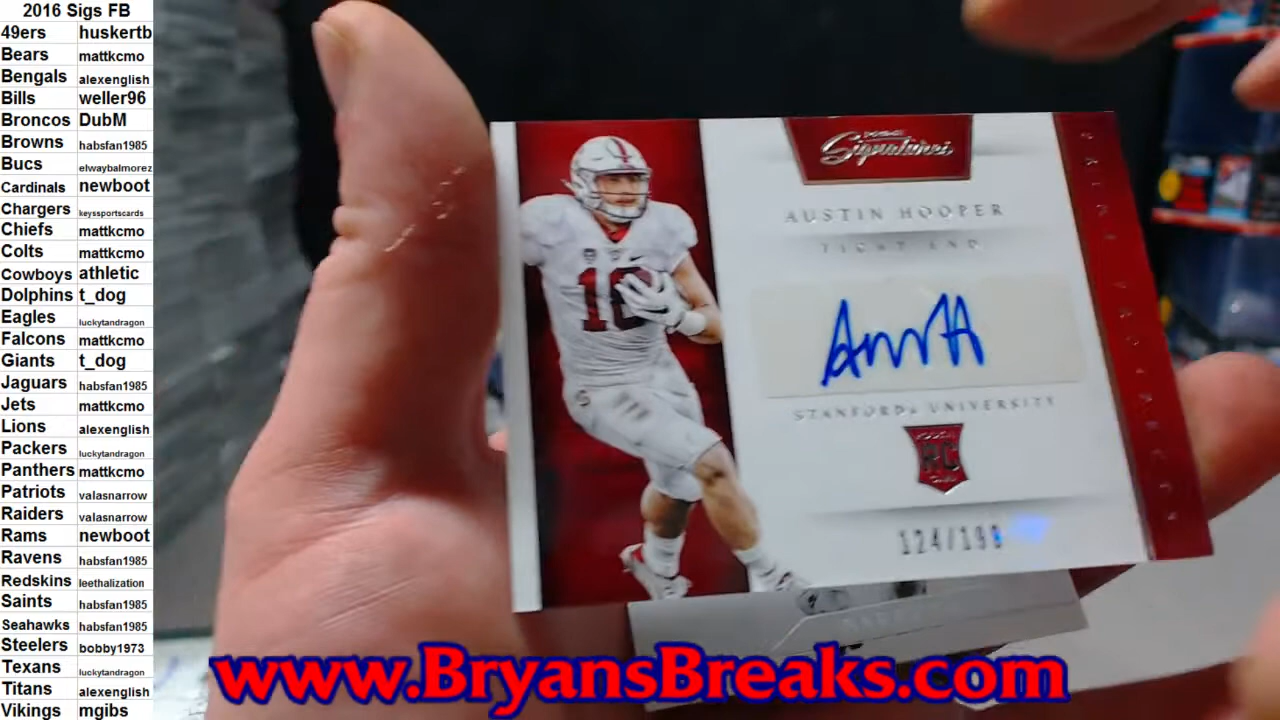 2016 Sigs FB
49ers huskertb
Bears mattkcmo
Bengals alexenglish
Bills weller96
Broncos DubM
Browns habsfan1985
Bucs elwaybalmorez
Cardinals newboot
Chargers keyssportscards
Chiefs mattkcmo
Colts mattkcmo
Cowboys athletic
Dolphins t_dog
Eagles luckytandragon
Falcons mattkcmo
Giants t_dog
Jaguars habsfan1985
Jets mattkcmo
Lions alexenglish
Packers luckytandragon
Panthers mattkcmo
Patriots valasnarrow
Raiders valasnarrow
Rams newboot
Ravens habsfan1985
Redskins leethalization
Saints habsfan1985
Seahawks habsfan1985
Steelers bobby1973
Texans luckytandragon
Titans alexenglish
Vikings mgibs
Signatures
AUSTIN HOOPER
TIGHT END
STANFORD UNIVERSITY
RC
124/199
18
www.BryansBreaks.com